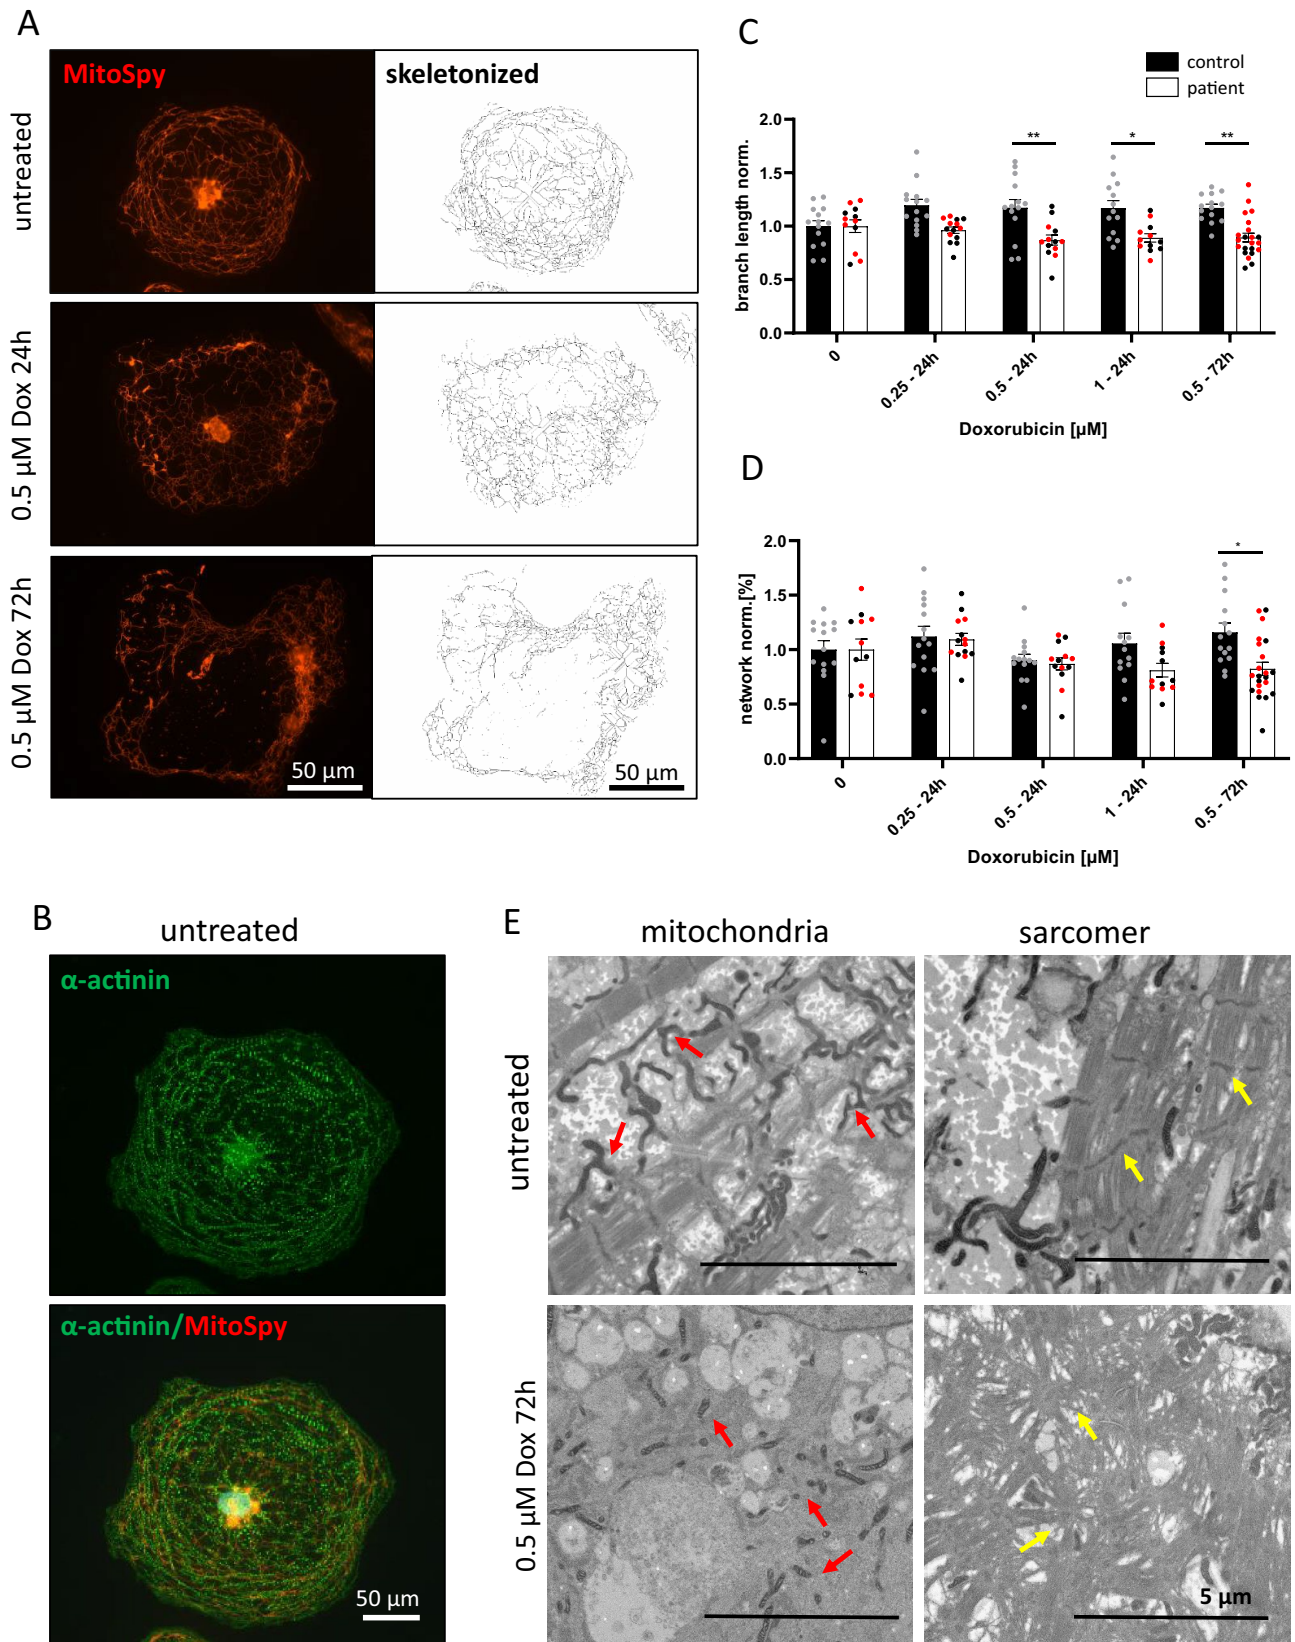 A
MitoSpy
skeletonized
untreated
0.5 µM Dox 24h
0.5 µM Dox 72h
50 µm
50 µm
C
control
patient
branch length norm.
2.0
1.5
1.0
0.5
0.0
**
*
**
0
0.25 - 24h
0.5 - 24h
1 - 24h
0.5 - 72h
Doxorubicin [µM]
D
network norm.[%]
2.0
1.5
1.0
0.5
0.0
*
0
0.25 - 24h
0.5 - 24h
1 - 24h
0.5 - 72h
Doxorubicin [µM]
B
untreated
α-actinin
α-actinin/MitoSpy
50 µm
E
mitochondria
sarcomer
untreated
0.5 µM Dox 72h
5 µm